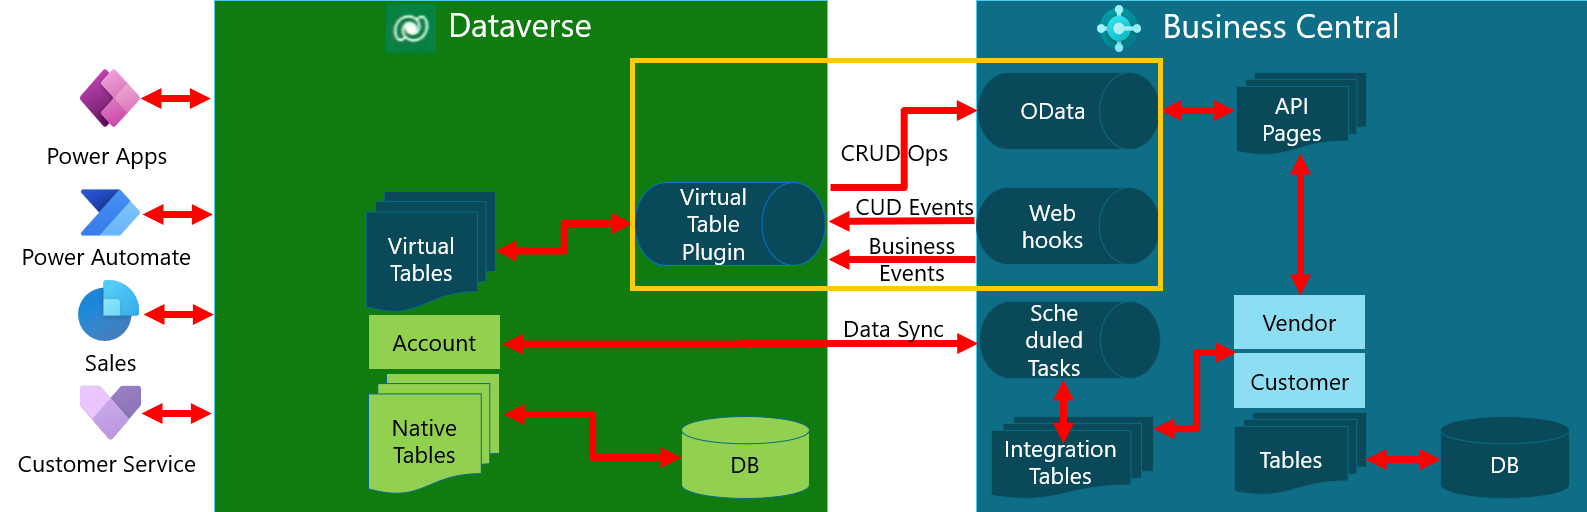 Dataverse
Business Central
Power Apps
Power Automate
Sales
Customer Service
Virtual
Tables
Account
Native
Tables
DB
Virtual
Table
Plugin
CRUD Ops
CUD Events
Business
Events
Data Sync
OData
Web
hooks
Sche
duled
Tasks
Integration
Tables
API
Pages
Vendor
Customer
Tables
DB